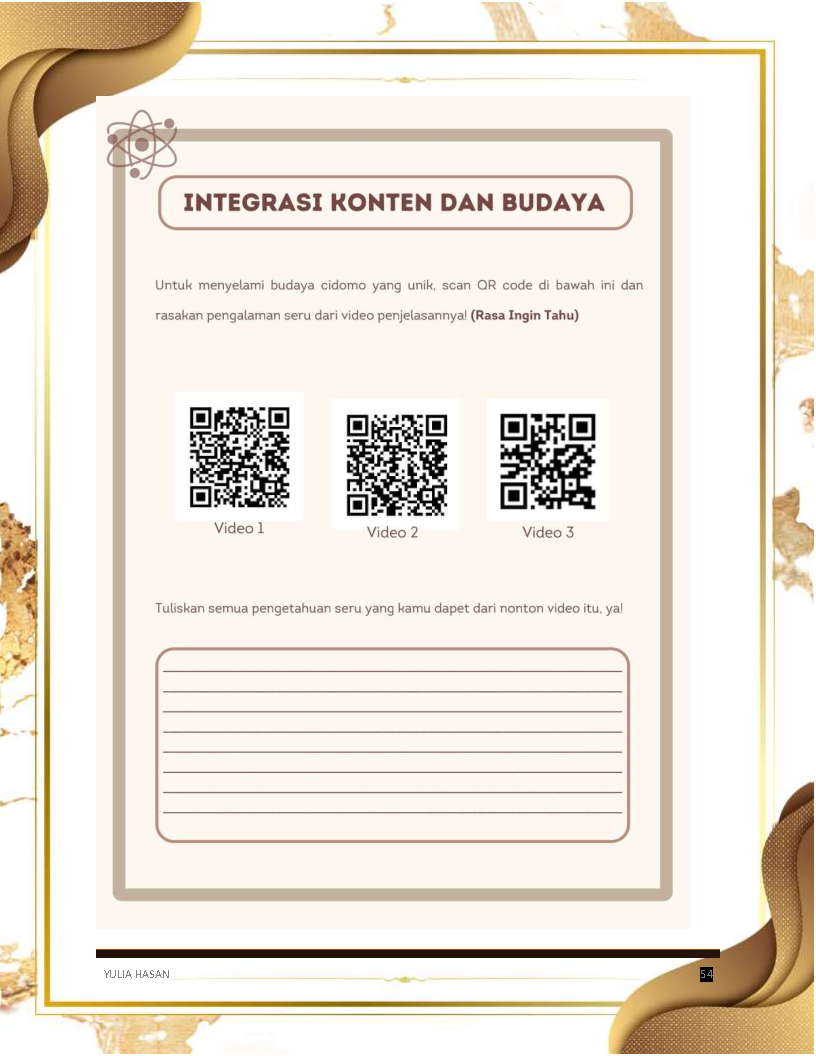 INTEGRASI KONTEN DAN BUDAYA
Untuk menyelami budaya cidomo yang unik, scan QR code di bawah ini dan
rasakan pengalaman seru dari video penjelasannya! (Rasa Ingin Tahu)
Video 1
Video 2
Video 3
Tuliskan semua pengetahuan seru yang kamu dapet dari nonton video itu, ya!
YULIA HASAN
54